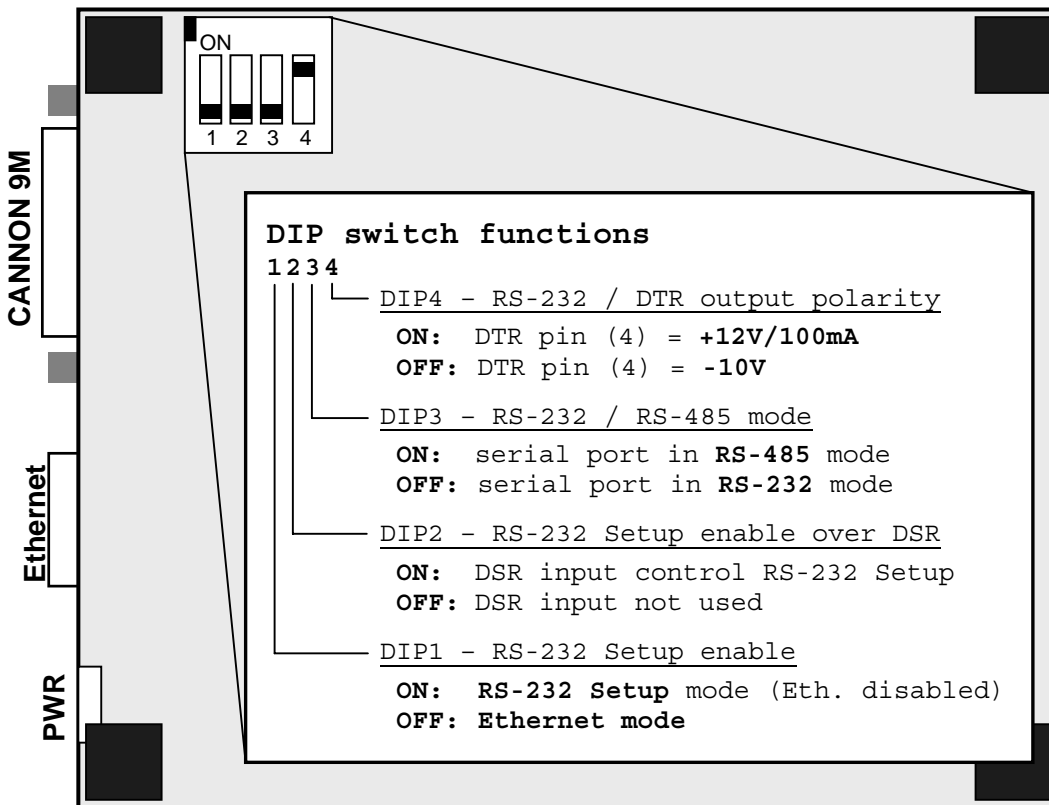 ON
1 2 3 4
CANNON 9M
Ethernet
PWR
DIP switch functions
1234
DIP4 – RS-232 / DTR output polarity
ON: DTR pin (4) = +12V/100mA
OFF: DTR pin (4) = -10V
DIP3 – RS-232 / RS-485 mode
ON: serial port in RS-485 mode
OFF: serial port in RS-232 mode
DIP2 – RS-232 Setup enable over DSR
ON: DSR input control RS-232 Setup
OFF: DSR input not used
DIP1 – RS-232 Setup enable
ON: RS-232 Setup mode (Eth. disabled)
OFF: Ethernet mode